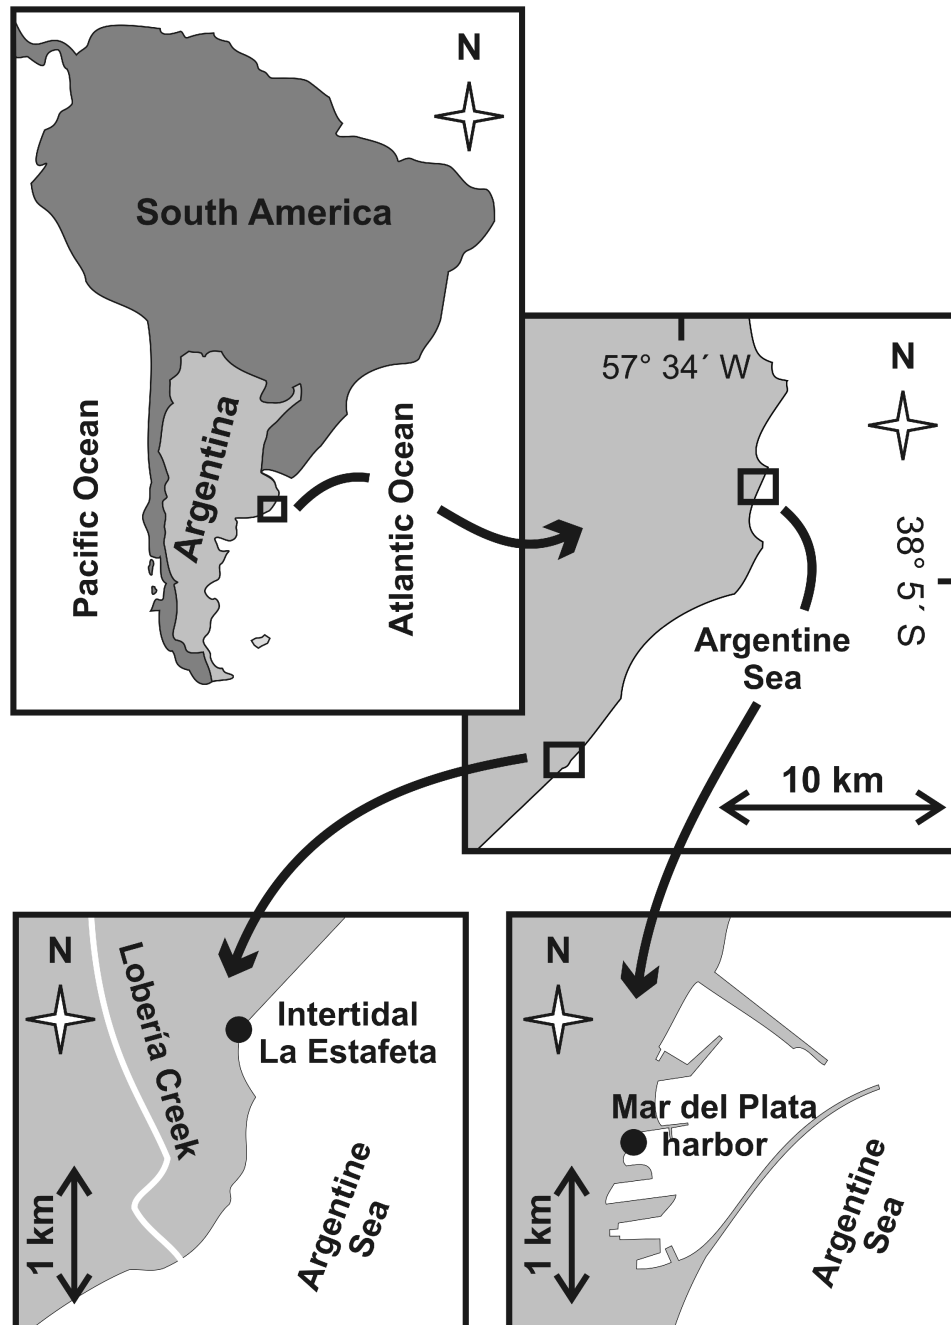 N
South America
Argentina
Pacific Ocean
Atlantic Ocean
57° 34´ W
N
38° 5´ S
Argentine
Sea
10 km
N
Lobería Creek
Intertidal
La Estafeta
1 km
Argentine
Sea
N
Mar del Plata
harbor
1 km
Argentine
Sea